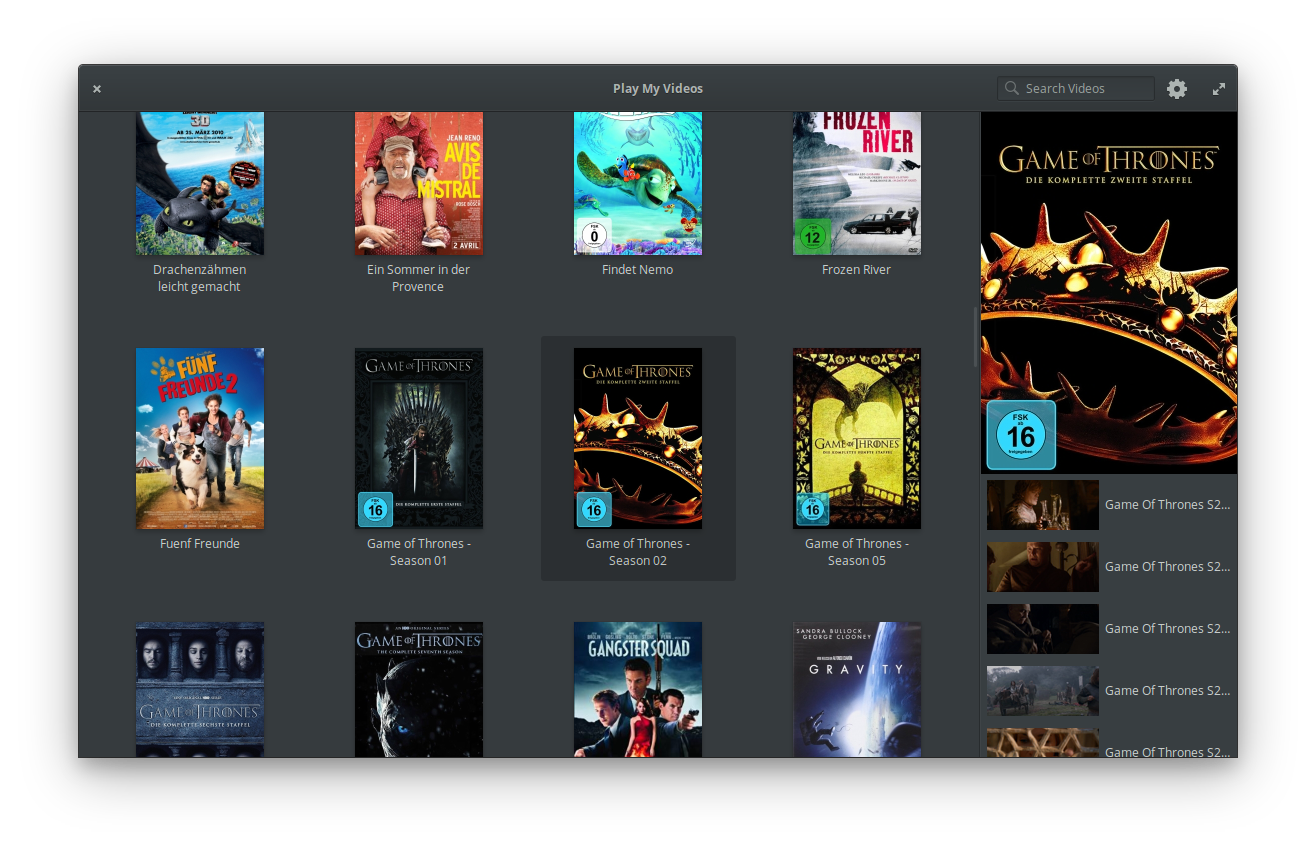 Play My Videos
Search Videos
3D
AB 25. MÄRZ 2010
JEAN RENO
AVIS
DE
MISTRAL
ROSE BOSCH
2 AVRIL
FSK
0
FROZEN
RIVER
12
Drachenzähmen
leicht gemacht
Ein Sommer in der
Provence
Findet Nemo
Frozen River
GAME OF THRONES
DIE KOMPLETTE ZWEITE STAFFEL
FSK
ab
16
freigegeben
FÜNF
FREUNDE 2
GAME OF THRONES
DIE KOMPLETTE ERSTE STAFFEL
FSK
16
GAME OF THRONES
DIE KOMPLETTE ZWEITE STAFFEL
FSK
16
GAME OF THRONES
DIE KOMPLETTE FÜNFTE STAFFEL
FSK
16
Fuenf Freunde
Game of Thrones -
Season 01
Game of Thrones -
Season 02
Game of Thrones -
Season 05
GAME OF THRONES
DIE KOMPLETTE SECHSTE STAFFEL
GAME OF THRONES
THE COMPLETE SEVENTH SEASON
GANGSTER SQUAD
SANDRA BULLOCK
GEORGE CLOONEY
GRAVITY
Game Of Thrones S2...
Game Of Thrones S2...
Game Of Thrones S2...
Game Of Thrones S2...
Game Of Thrones S2...